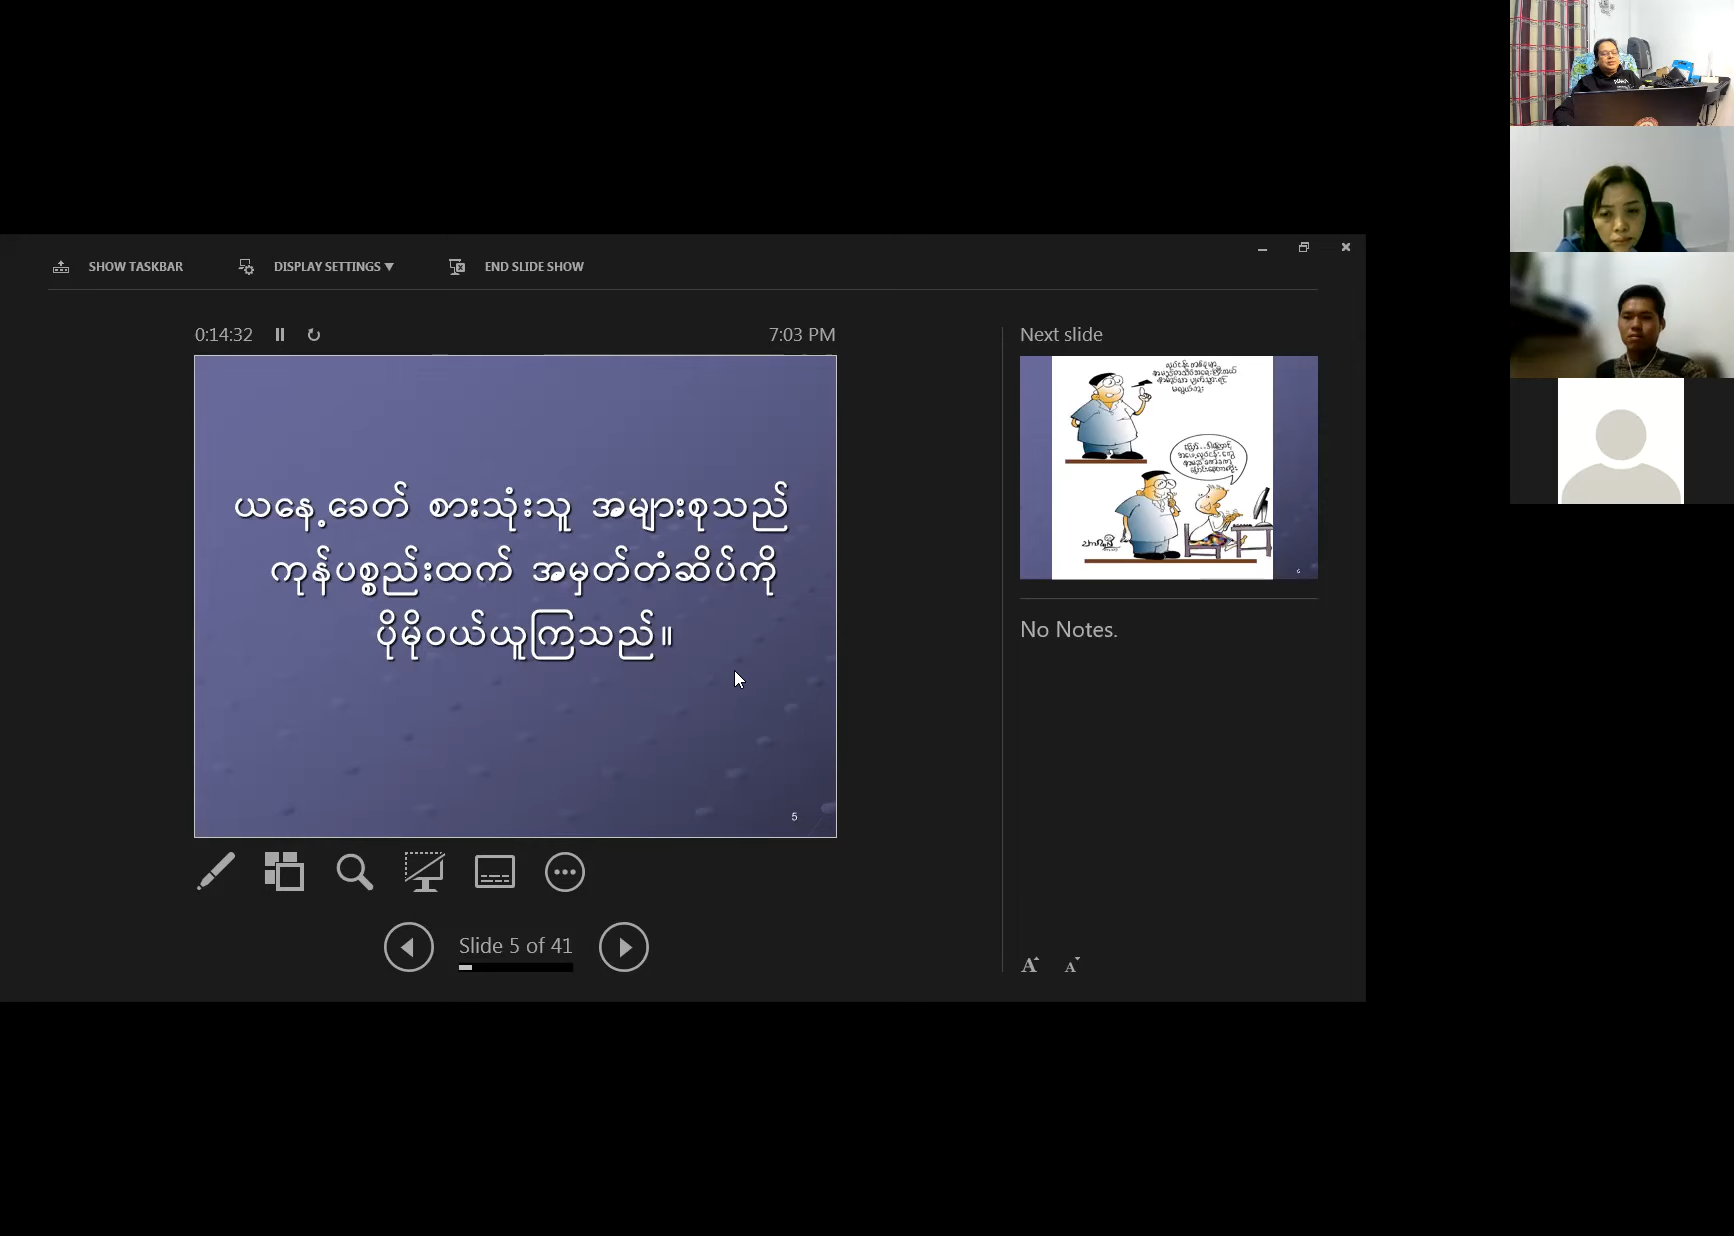 SHOW TASKBAR
DISPLAY SETTINGS ▼
END SLIDE SHOW
0:14:32
7:03 PM
ယနေ့ခေတ် စားသုံးသူ အများစုသည်
ကုန်ပစ္စည်းထက် အမှတ်တံဆိပ်ကို
ပိုမိုဝယ်ယူကြသည်။
5
Slide 5 of 41
Next slide
No Notes.